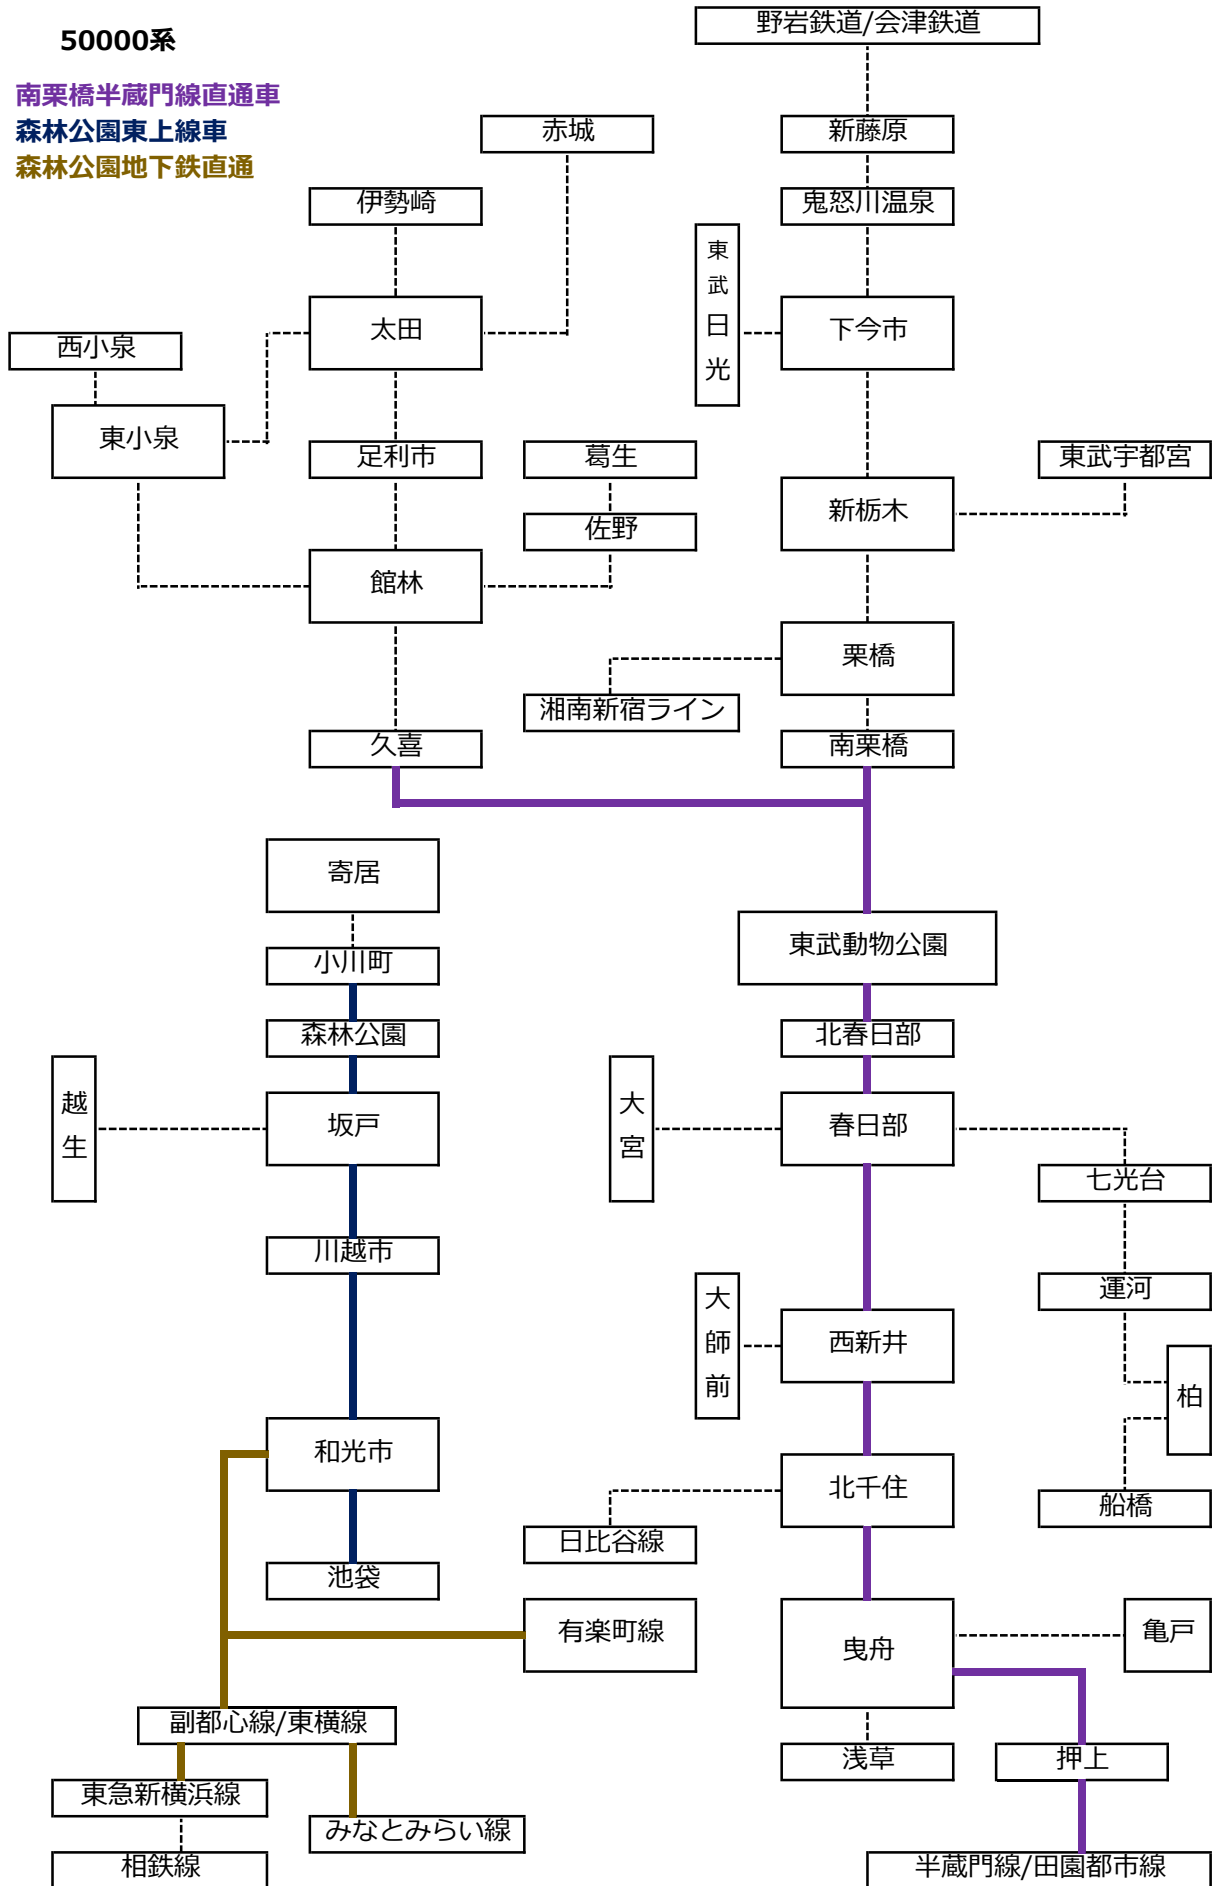 50000系
南栗橋半蔵門線直通車
森林公園東上線車
森林公園地下鉄直通
野岩鉄道/会津鉄道
赤城
新藤原
伊勢崎
鬼怒川温泉
東武日光
太田
下今市
西小泉
東小泉
足利市
葛生
東武宇都宮
新栃木
佐野
館林
栗橋
湘南新宿ライン
久喜
南栗橋
寄居
東武動物公園
小川町
森林公園
北春日部
越生
坂戸
大宮
春日部
七光台
川越市
運河
大師前
西新井
柏
和光市
北千住
船橋
日比谷線
池袋
有楽町線
曳舟
亀戸
副都心線/東横線
浅草
押上
東急新横浜線
みなとみらい線
相鉄線
半蔵門線/田園都市線